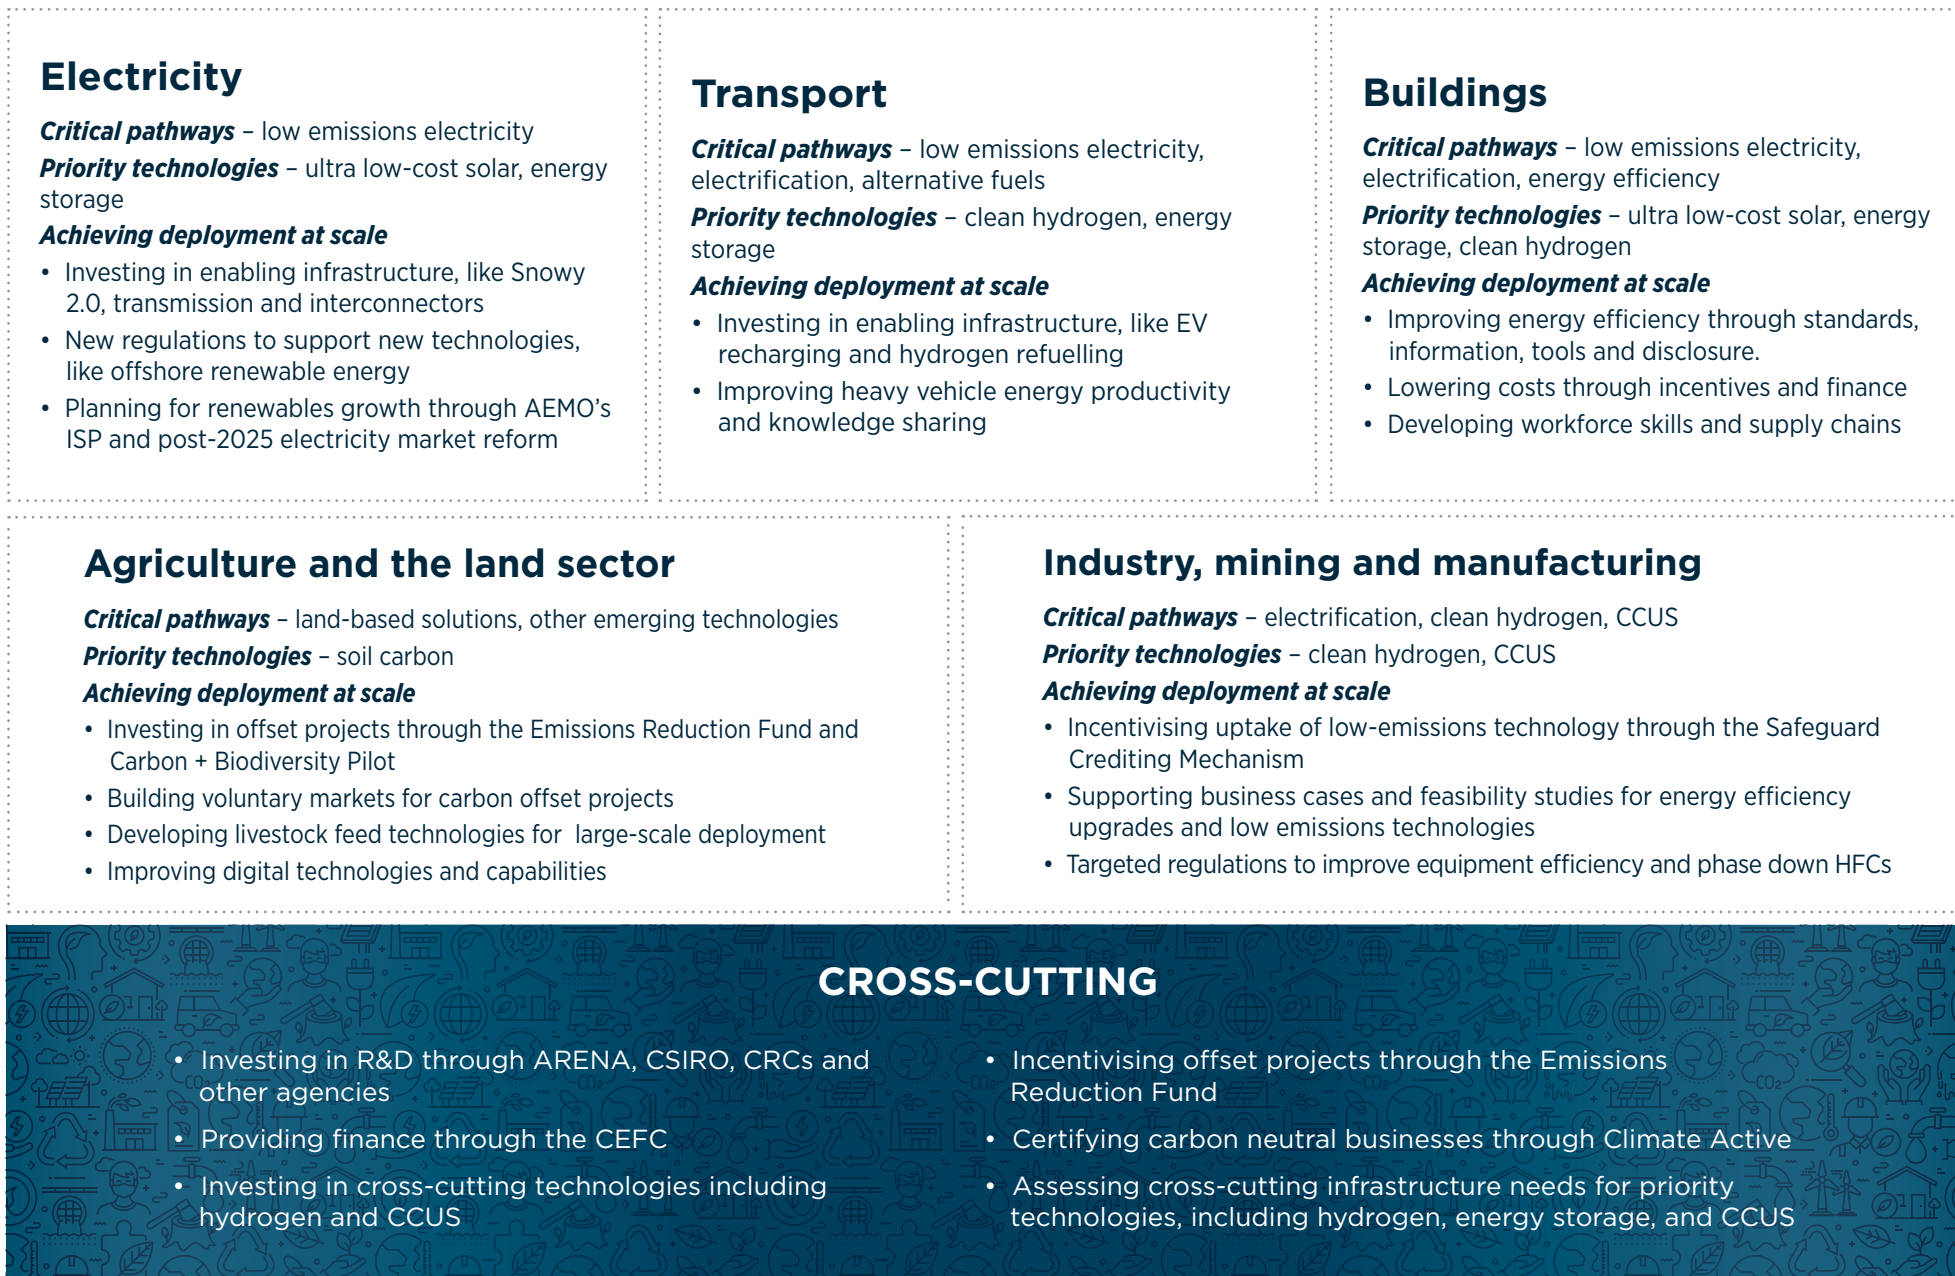 Electricity
Critical pathways – low emissions electricity
Priority technologies – ultra low-cost solar, energy
storage
Achieving deployment at scale
• Investing in enabling infrastructure, like Snowy
2.0, transmission and interconnectors
• New regulations to support new technologies,
like offshore renewable energy
• Planning for renewables growth through AEMO’s
ISP and post-2025 electricity market reform
Transport
Critical pathways – low emissions electricity,
electrification, alternative fuels
Priority technologies – clean hydrogen, energy
storage
Achieving deployment at scale
• Investing in enabling infrastructure, like EV
recharging and hydrogen refuelling
• Improving heavy vehicle energy productivity
and knowledge sharing
Buildings
Critical pathways – low emissions electricity,
electrification, energy efficiency
Priority technologies – ultra low-cost solar, energy
storage, clean hydrogen
Achieving deployment at scale
• Improving energy efficiency through standards,
information, tools and disclosure.
• Lowering costs through incentives and finance
• Developing workforce skills and supply chains
Agriculture and the land sector
Critical pathways – land-based solutions, other emerging technologies
Priority technologies – soil carbon
Achieving deployment at scale
• Investing in offset projects through the Emissions Reduction Fund and
Carbon + Biodiversity Pilot
• Building voluntary markets for carbon offset projects
• Developing livestock feed technologies for large-scale deployment
• Improving digital technologies and capabilities
Industry, mining and manufacturing
Critical pathways – electrification, clean hydrogen, CCUS
Priority technologies – clean hydrogen, CCUS
Achieving deployment at scale
• Incentivising uptake of low-emissions technology through the Safeguard
Crediting Mechanism
• Supporting business cases and feasibility studies for energy efficiency
upgrades and low emissions technologies
• Targeted regulations to improve equipment efficiency and phase down HFCs
CROSS-CUTTING
• Investing in R&D through ARENA, CSIRO, CRCs and
other agencies
• Providing finance through the CEFC
• Investing in cross-cutting technologies including
hydrogen and CCUS
• Incentivising offset projects through the Emissions
Reduction Fund
• Certifying carbon neutral businesses through Climate Active
• Assessing cross-cutting infrastructure needs for priority
technologies, including hydrogen, energy storage, and CCUS